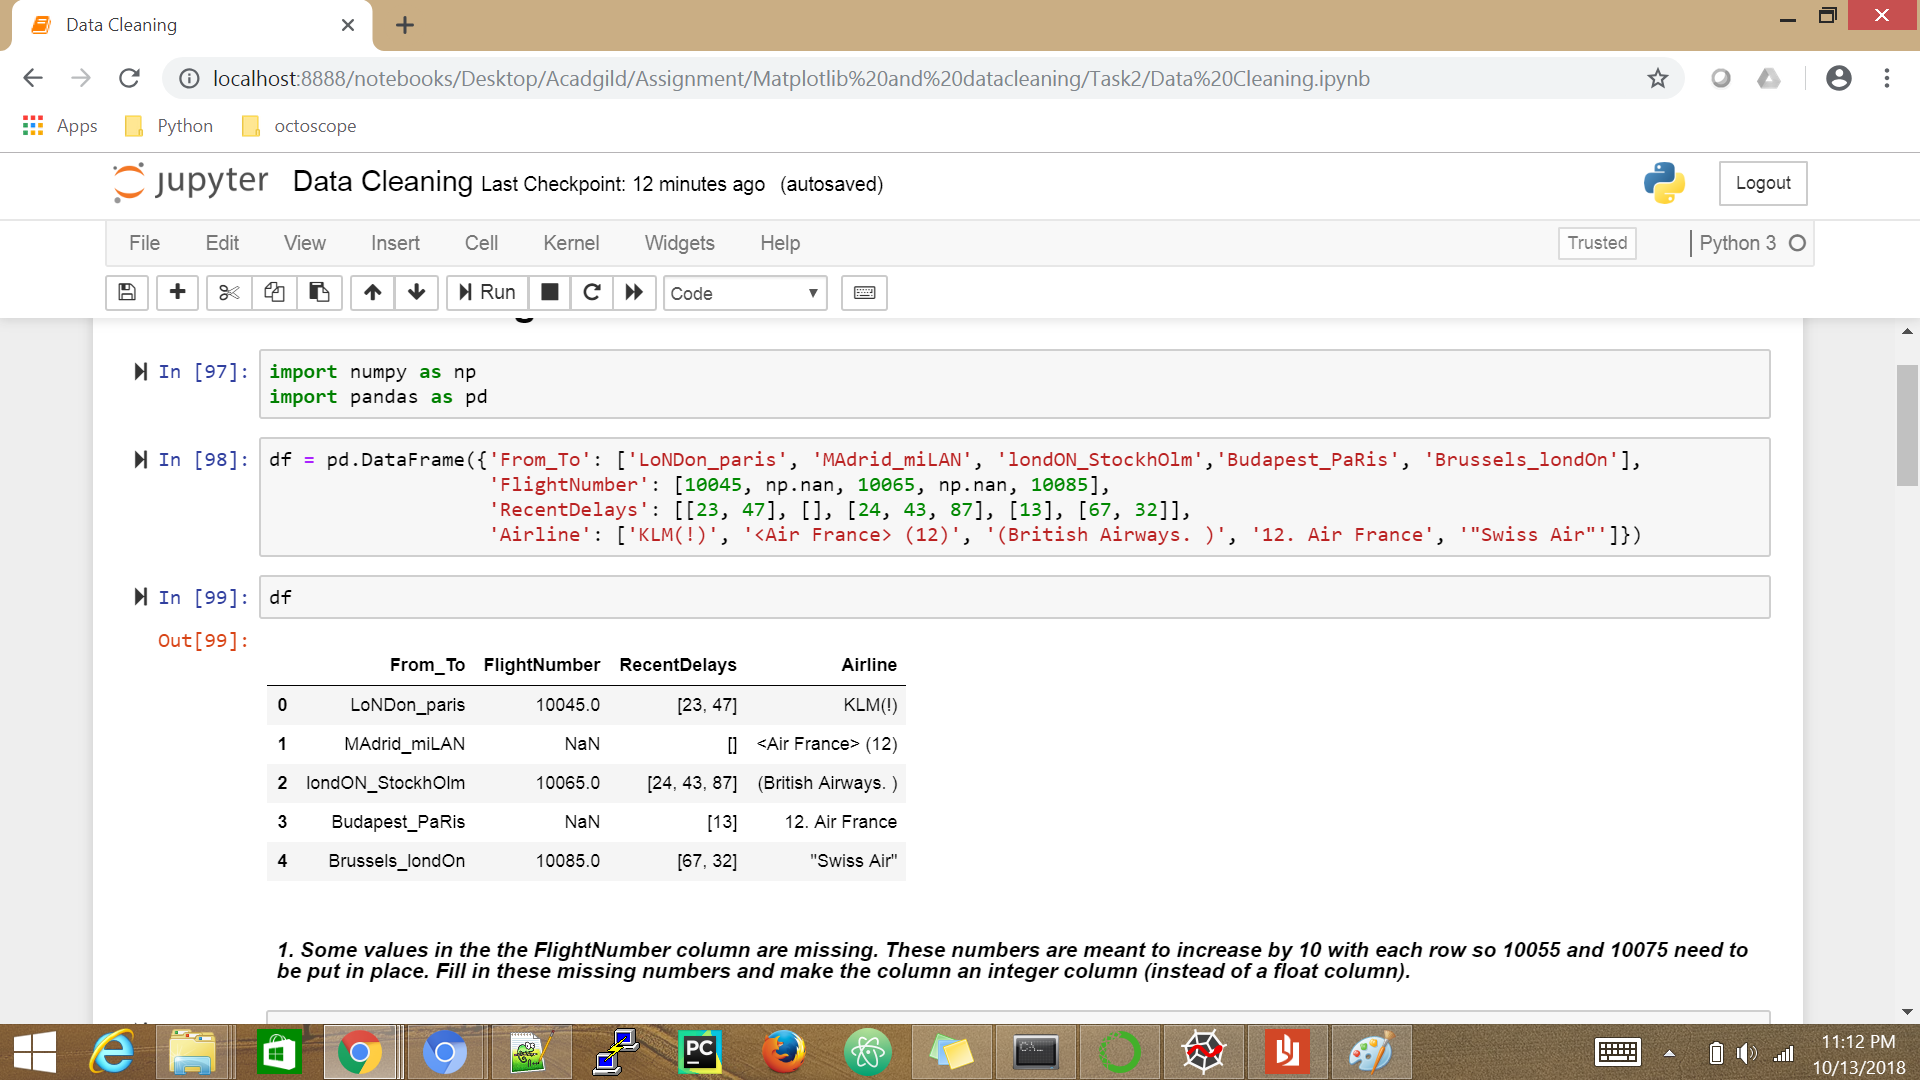 Data Cleaning
localhost:8888/notebooks/Desktop/Acadgild/Assignment/Matplotlib%20and%20datacleaning/Task2/Data%20Cleaning.ipynb
Apps Python octoscope
jupyter Data Cleaning Last Checkpoint: 12 minutes ago (autosaved) Logout
File Edit View Insert Cell Kernel Widgets Help Trusted Python 3
Run Code
In [97]: import numpy as np
import pandas as pd
In [98]: df = pd.DataFrame({'From_To': ['LoNDon_paris', 'MAdrid_miLAN', 'londON_StockhOlm','Budapest_PaRis', 'Brussels_londOn'],
'FlightNumber': [10045, np.nan, 10065, np.nan, 10085],
'RecentDelays': [[23, 47], [], [24, 43, 87], [13], [67, 32]],
'Airline': ['KLM(!)', '<Air France> (12)', '(British Airways. )', '12. Air France', '"Swiss Air"']})
In [99]: df
Out[99]:
From_To FlightNumber RecentDelays Airline
0 LoNDon_paris 10045.0 [23, 47] KLM(!)
1 MAdrid_miLAN NaN [] <Air France> (12)
2 londON_StockhOlm 10065.0 [24, 43, 87] (British Airways. )
3 Budapest_PaRis NaN [13] 12. Air France
4 Brussels_londOn 10085.0 [67, 32] "Swiss Air"
1. Some values in the the FlightNumber column are missing. These numbers are meant to increase by 10 with each row so 10055 and 10075 need to
be put in place. Fill in these missing numbers and make the column an integer column (instead of a float column).
PC
C:\_
11:12 PM
10/13/2018